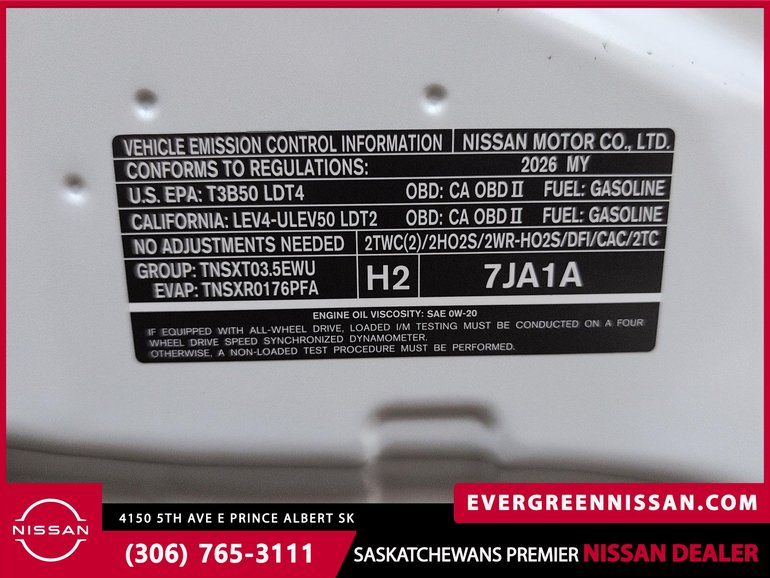 VEHICLE EMISSION CONTROL INFORMATION NISSAN MOTOR CO., LTD.
CONFORMS TO REGULATIONS: 2026 MY
U.S. EPA: T3B50 LDT4 OBD: CA OBD II FUEL: GASOLINE
CALIFORNIA: LEV4-ULEV50 LDT2 OBD: CA OBD II FUEL: GASOLINE
NO ADJUSTMENTS NEEDED 2TWC(2)/2HO2S/2WR-HO2S/DFI/CAC/2TC
GROUP: TNSXT03.5EWU
EVAP: TNSXR0176PFA
H2 7JA1A
ENGINE OIL VISCOSITY: SAE 0W-20
IF EQUIPPED WITH ALL-WHEEL DRIVE, LOADED I/M TESTING MUST BE CONDUCTED ON A FOUR
WHEEL DRIVE SPEED SYNCHRONIZED DYNAMOMETER.
OTHERWISE, A NON-LOADED TEST PROCEDURE MUST BE PERFORMED.
EVERGREENNISSAN.COM
NISSAN
4150 5TH AVE E PRINCE ALBERT SK
(306) 765-3111
SASKATCHEWANS PREMIER NISSAN DEALER